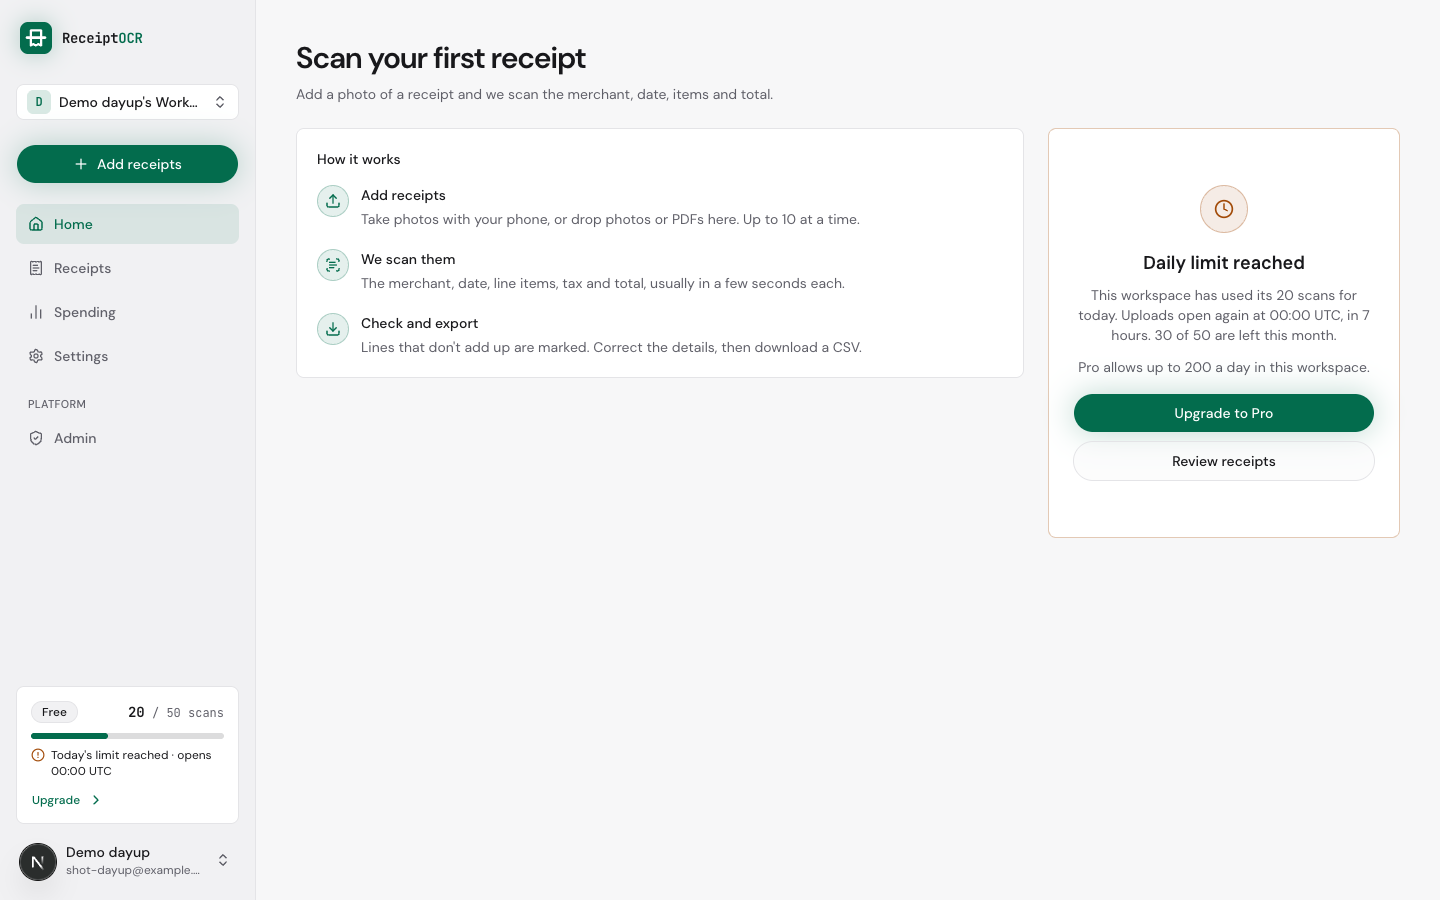 ReceiptOCR
D
Demo dayup's Work...
Add receipts
Home
Receipts
Spending
Settings
PLATFORM
Admin
Free
20 / 50 scans
Today's limit reached · opens
00:00 UTC
Upgrade
N
Demo dayup
shot-dayup@example....
Scan your first receipt
Add a photo of a receipt and we scan the merchant, date, items and total.
How it works
Add receipts
Take photos with your phone, or drop photos or PDFs here. Up to 10 at a time.
We scan them
The merchant, date, line items, tax and total, usually in a few seconds each.
Check and export
Lines that don't add up are marked. Correct the details, then download a CSV.
Daily limit reached
This workspace has used its 20 scans for
today. Uploads open again at 00:00 UTC, in 7
hours. 30 of 50 are left this month.
Pro allows up to 200 a day in this workspace.
Upgrade to Pro
Review receipts